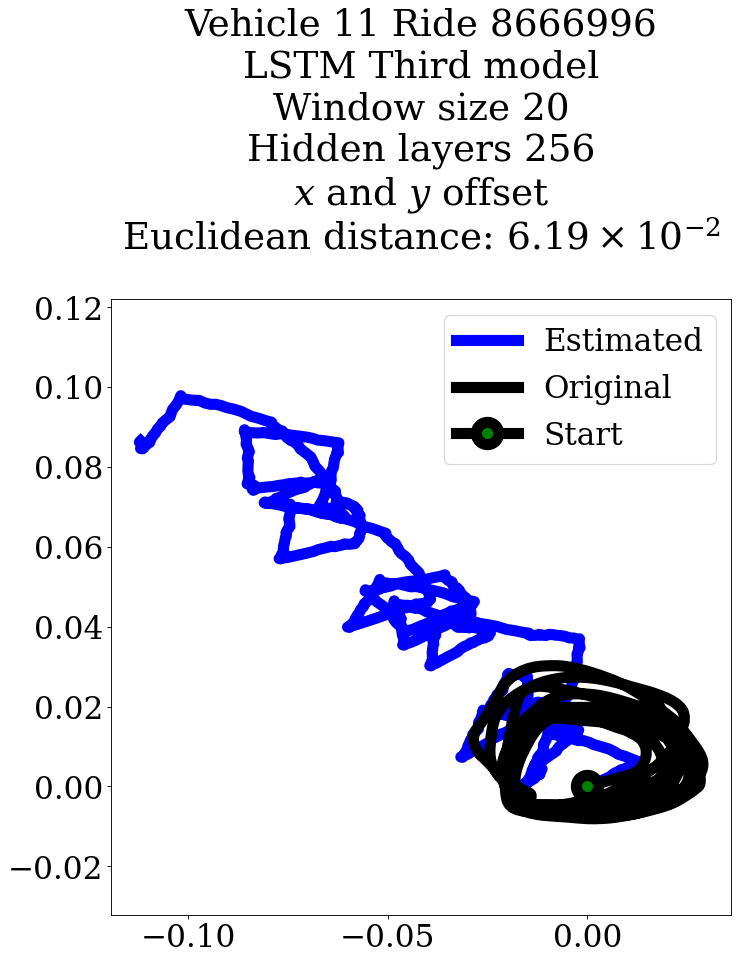 Vehicle 11 Ride 8666996
LSTM Third model
Window size 20
Hidden layers 256
x and y offset
Euclidean distance: 6.19 × 10⁻²
Estimated
Original
Start
0.12
0.10
0.08
0.06
0.04
0.02
0.00
−0.02
−0.10
−0.05
0.00